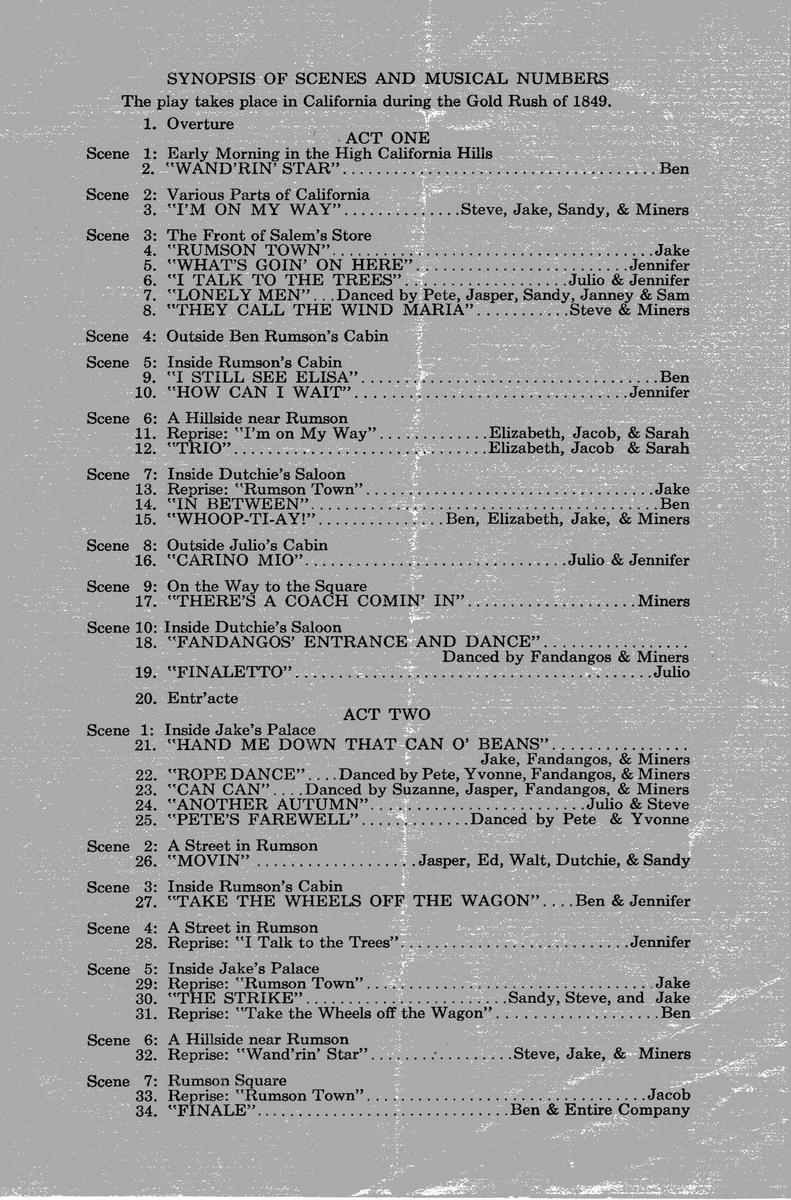 SYNOPSIS OF SCENES AND MUSICAL NUMBERS
The play takes place in California during the Gold Rush of 1849.
1. Overture
ACT ONE
Scene 1: Early Morning in the High California Hills
2. "WAND'RIN' STAR".....................................Ben
Scene 2: Various Parts of California
3. "I'M ON MY WAY"..............Steve, Jake, Sandy, & Miners
Scene 3: The Front of Salem's Store
4. "RUMSON TOWN".....................................Jake
5. "WHAT'S GOIN' ON HERE".........................Jennifer
6. "I TALK TO THE TREES"...................Julio & Jennifer
7. "LONELY MEN"...Danced by Pete, Jasper, Sandy, Janney & Sam
8. "THEY CALL THE WIND MARIA"...........Steve & Miners
Scene 4: Outside Ben Rumson's Cabin
Scene 5: Inside Rumson's Cabin
9. "I STILL SEE ELISA"...................................Ben
10. "HOW CAN I WAIT"................................Jennifer
Scene 6: A Hillside near Rumson
11. Reprise: "I'm on My Way".............Elizabeth, Jacob, & Sarah
12. "TRIO"..............................Elizabeth, Jacob & Sarah
Scene 7: Inside Dutchie's Saloon
13. Reprise: "Rumson Town"..................................Jake
14. "IN BETWEEN".........................................Ben
15. "WHOOP-TI-AY!"...............Ben, Elizabeth, Jake, & Miners
Scene 8: Outside Julio's Cabin
16. "CARINO MIO"...............................Julio & Jennifer
Scene 9: On the Way to the Square
17. "THERE'S A COACH COMIN' IN"....................Miners
Scene 10: Inside Dutchie's Saloon
18. "FANDANGOS' ENTRANCE AND DANCE".................
Danced by Fandangos & Miners
19. "FINALETTO"..........................................Julio
20. Entr'acte
ACT TWO
Scene 1: Inside Jake's Palace
21. "HAND ME DOWN THAT CAN O' BEANS"................
Jake, Fandangos, & Miners
22. "ROPE DANCE"....Danced by Pete, Yvonne, Fandangos, & Miners
23. "CAN CAN"....Danced by Suzanne, Jasper, Fandangos, & Miners
24. "ANOTHER AUTUMN".........................Julio & Steve
25. "PETE'S FAREWELL".............Danced by Pete & Yvonne
Scene 2: A Street in Rumson
26. "MOVIN" ...................Jasper, Ed, Walt, Dutchie, & Sandy
Scene 3: Inside Rumson's Cabin
27. "TAKE THE WHEELS OFF THE WAGON"....Ben & Jennifer
Scene 4: A Street in Rumson
28. Reprise: "I Talk to the Trees"...........................Jennifer
Scene 5: Inside Jake's Palace
29: Reprise: "Rumson Town"..................................Jake
30. "THE STRIKE"........................Sandy, Steve, and Jake
31. Reprise: "Take the Wheels off the Wagon"...................Ben
Scene 6: A Hillside near Rumson
32. Reprise: "Wand'rin' Star".................Steve, Jake, & Miners
Scene 7: Rumson Square
33. Reprise: "Rumson Town".................................Jacob
34. "FINALE"..............................Ben & Entire Company